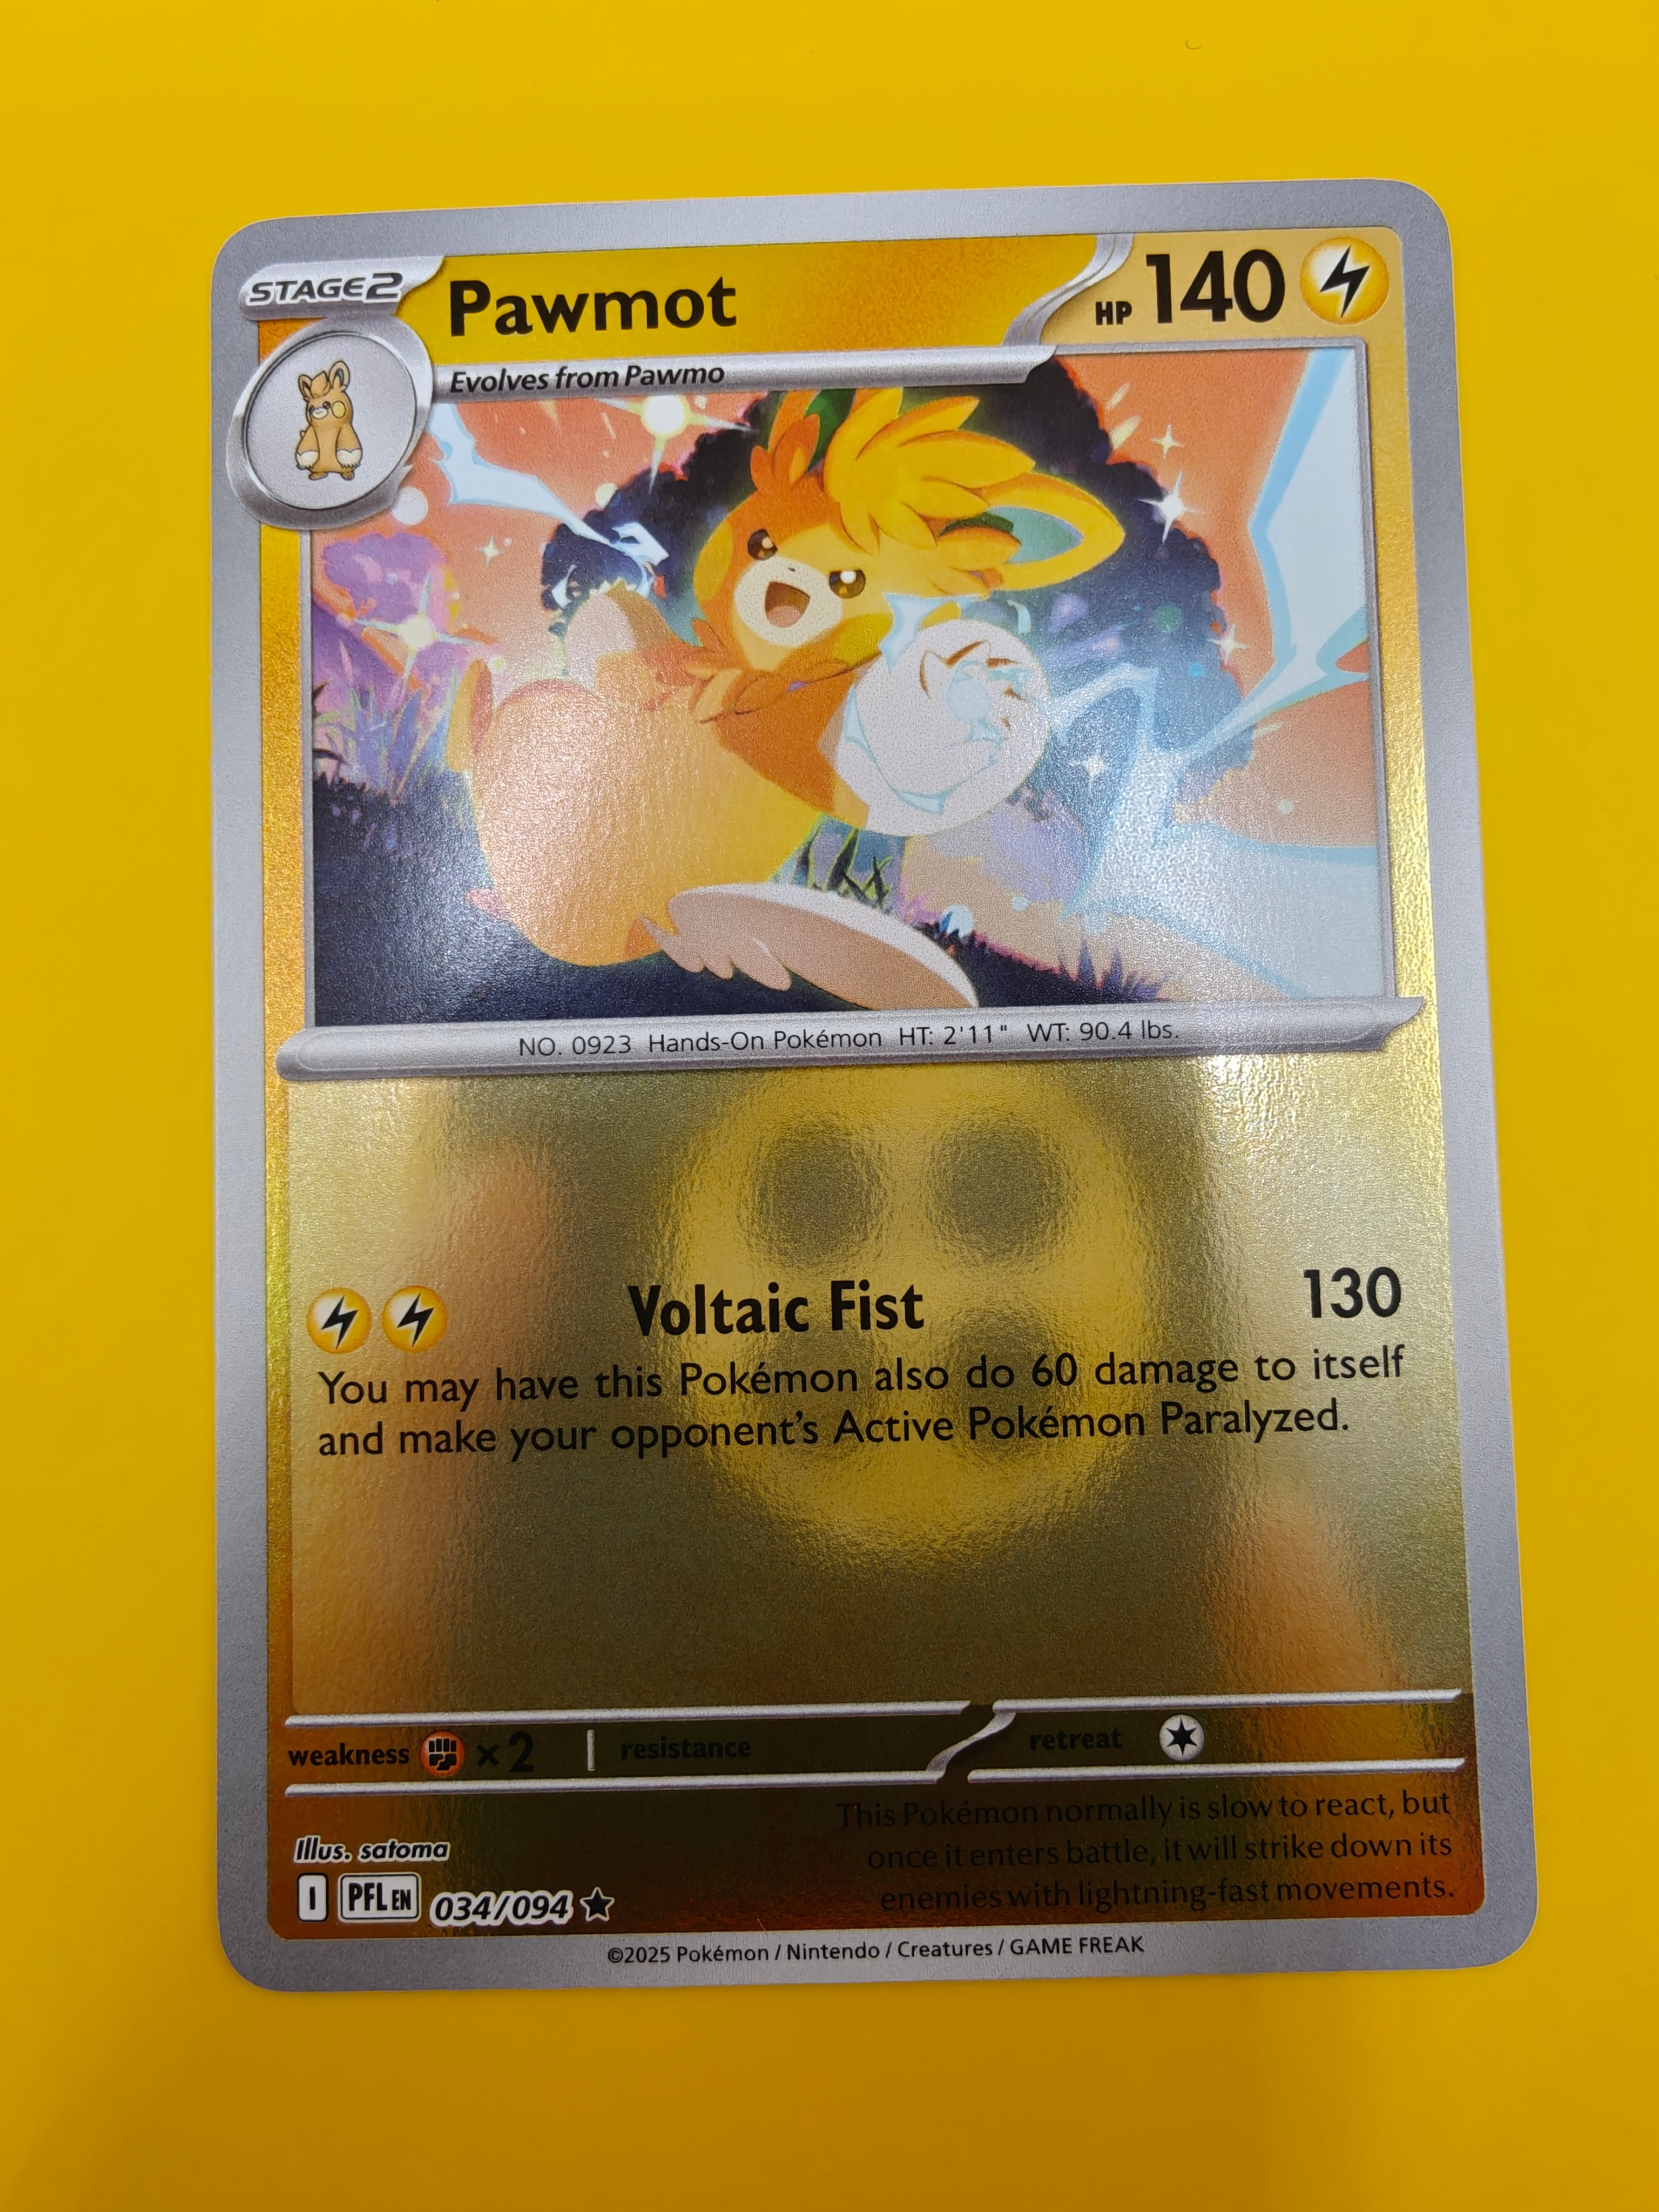 STAGE2
Pawmot
HP 140
Evolves from Pawmo
NO. 0923 Hands-On Pokémon HT: 2'11" WT: 90.4 lbs.
Voltaic Fist 130
You may have this Pokémon also do 60 damage to itself
and make your opponent's Active Pokémon Paralyzed.
weakness ×2 resistance retreat
This Pokémon normally is slow to react, but
once it enters battle, it will strike down its
enemies with lightning-fast movements.
Illus. satoma
I PFL EN 034/094
©2025 Pokémon / Nintendo / Creatures / GAME FREAK